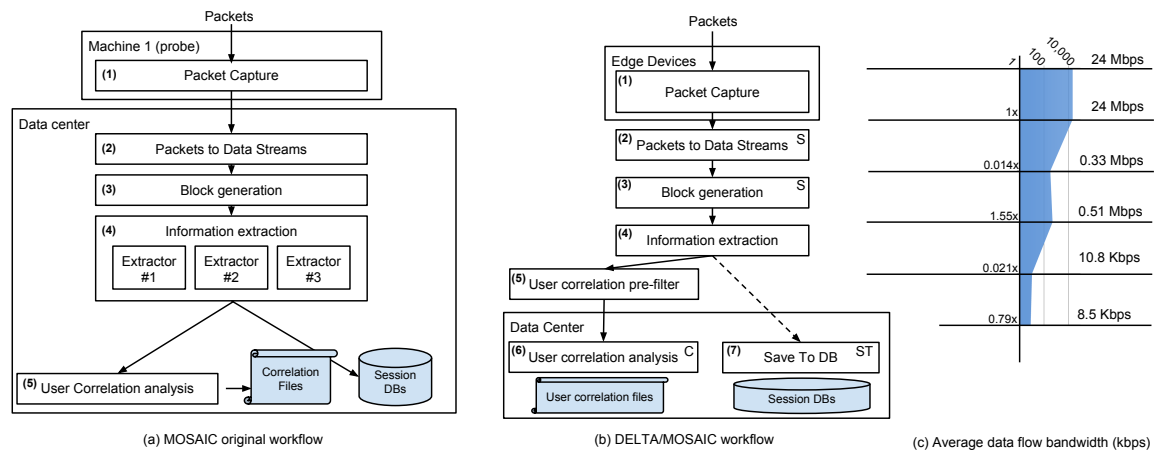 Packets
Machine 1 (probe)
(1) Packet Capture
Data center
(2) Packets to Data Streams
(3) Block generation
(4) Information extraction
Extractor #1
Extractor #2
Extractor #3
(5) User Correlation analysis
Correlation Files
Session DBs
(a) MOSAIC original workflow
Packets
Edge Devices
(1) Packet Capture
(2) Packets to Data Streams S
(3) Block generation S
(4) Information extraction
(5) User correlation pre-filter
Data Center
(6) User correlation analysis C
User correlation files
(7) Save To DB ST
Session DBs
(b) DELTA/MOSAIC workflow
1 100 10,000
24 Mbps
1x 24 Mbps
0.014x 0.33 Mbps
1.55x 0.51 Mbps
0.021x 10.8 Kbps
0.79x 8.5 Kbps
(c) Average data flow bandwidth (kbps)